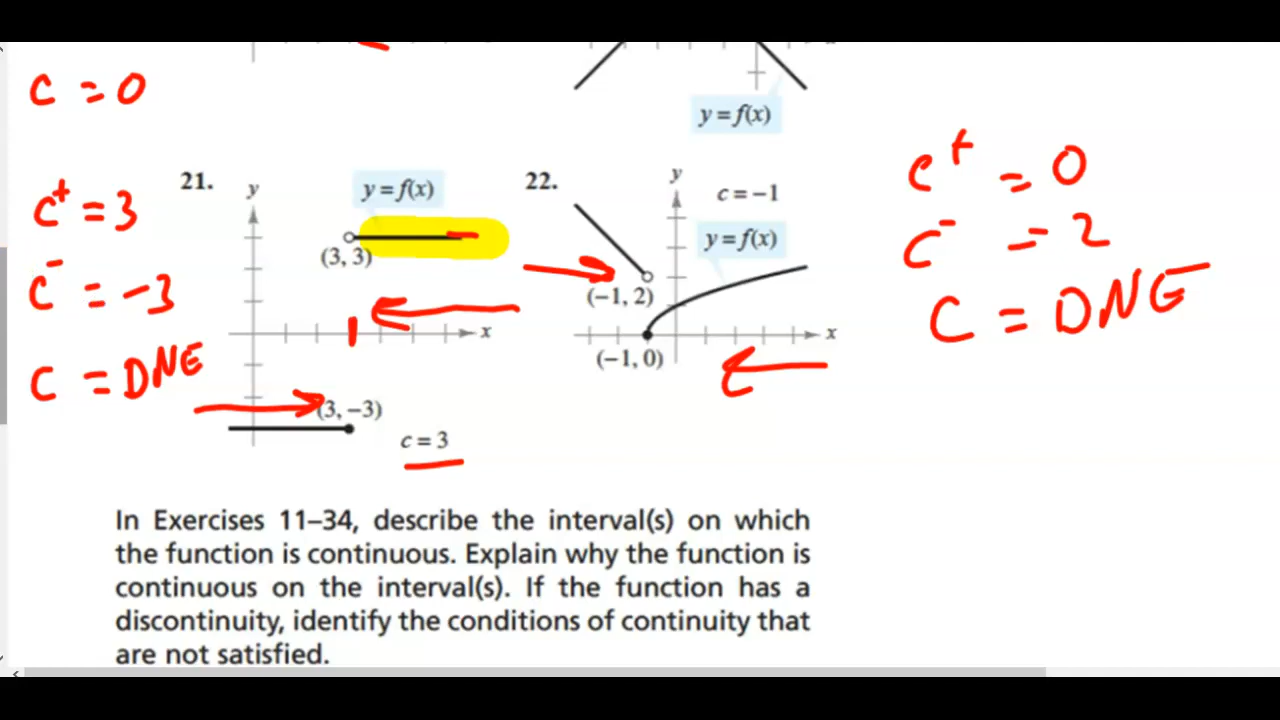 c = 0
y = f(x)
x
21.
y
y = f(x)
(3, 3)
x
(3, −3)
c = 3
c+ = 3
c- = -3
c = DNE
22.
y
c = −1
y = f(x)
(−1, 2)
(−1, 0)
x
c+ = 0
c- = 2
C = DNE
In Exercises 11–34, describe the interval(s) on which
the function is continuous. Explain why the function is
continuous on the interval(s). If the function has a
discontinuity, identify the conditions of continuity that
are not satisfied.